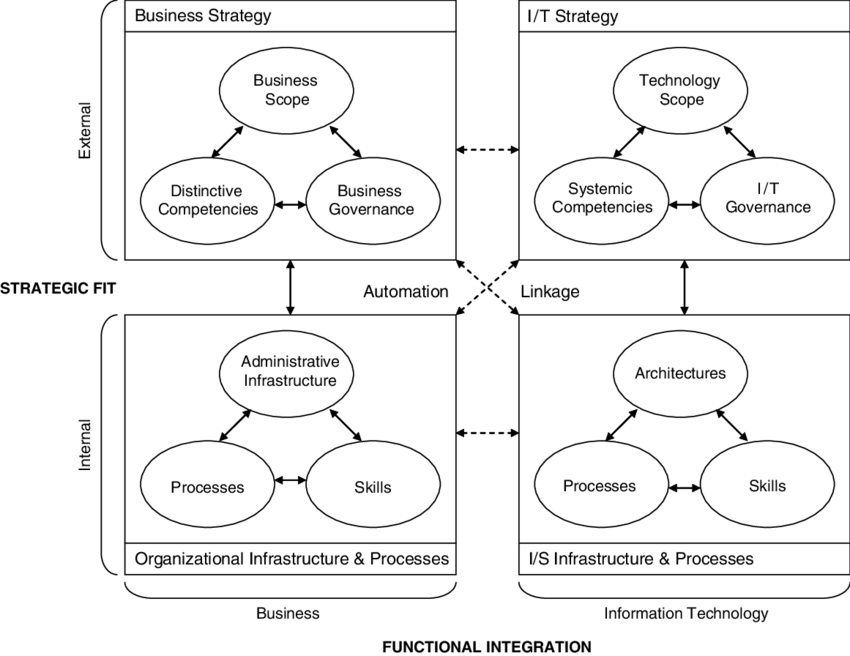 Business Strategy
I/T Strategy
Business
Scope
Technology
Scope
External
Distinctive
Competencies
Business
Governance
Systemic
Competencies
I/T
Governance
STRATEGIC FIT
Automation
Linkage
Administrative
Infrastructure
Architectures
Internal
Processes
Skills
Processes
Skills
Organizational Infrastructure & Processes
I/S Infrastructure & Processes
Business
Information Technology
FUNCTIONAL INTEGRATION